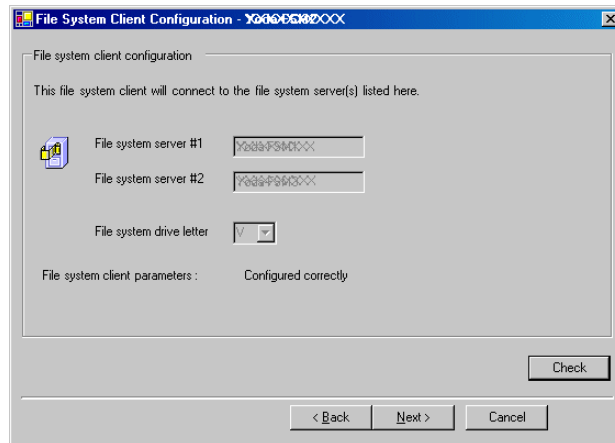 File System Client Configuration -
File system client configuration
This file system client will connect to the file system server(s) listed here.
File system server #1
File system server #2
File system drive letter V
File system client parameters : Configured correctly
Check
< Back Next > Cancel